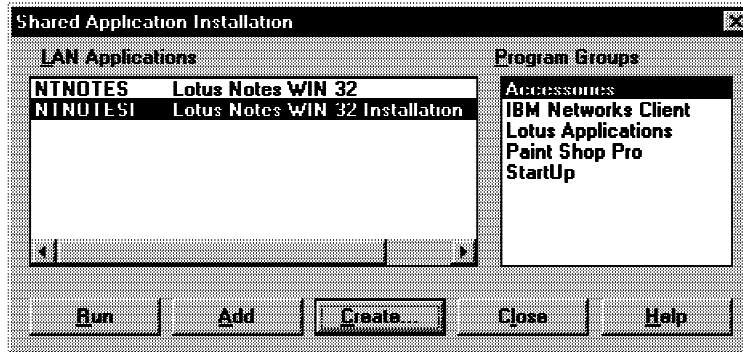 Shared Application Installation
LAN Applications
Program Groups
NTNOTES Lotus Notes WIN 32
NTNOTESI Lotus Notes WIN 32 Installation
Accessories
IBM Networks Client
Lotus Applications
Paint Shop Pro
StartUp
Run Add Create... Close Help